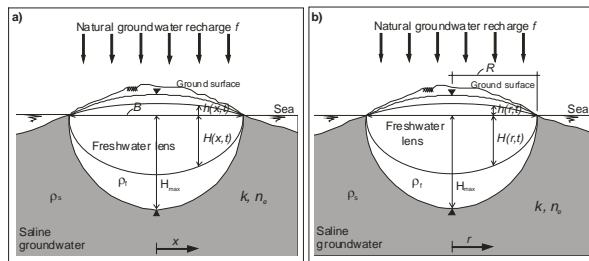 a)
Natural groundwater recharge f
Ground surface
B
h(x,t)
Sea
Freshwater lens
H(x,t)
ρf
Hmax
ρs
k, ne
Saline
groundwater
x
b)
Natural groundwater recharge f
R
Ground surface
h(r,t)
Sea
Freshwater
lens
H(r,t)
ρf
Hmax
ρs
k, ne
Saline
groundwater
r